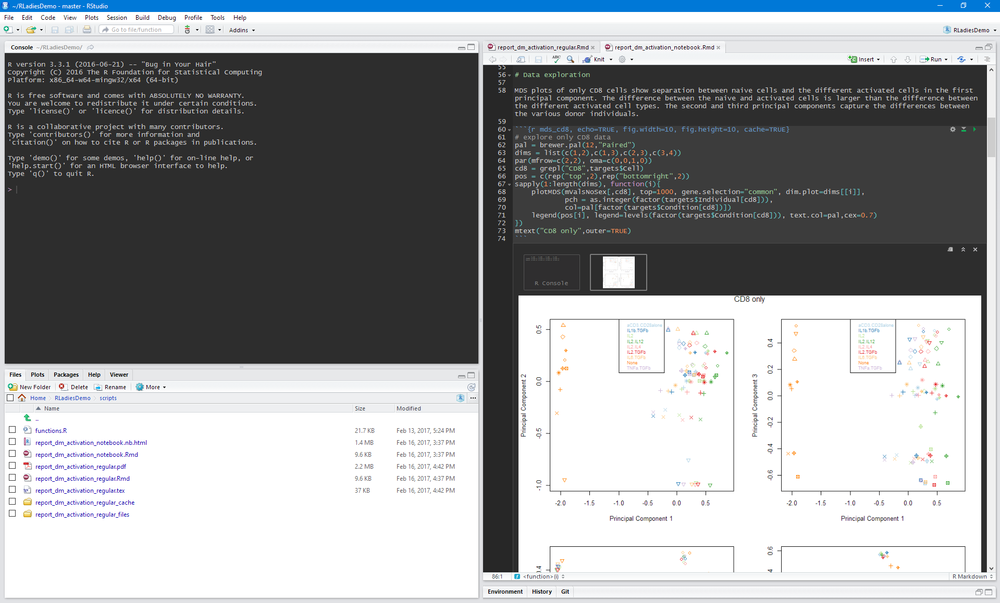 ~/RLadiesDemo - master - RStudio
File Edit Code View Plots Session Build Debug Profile Tools Help
Go to file/function Addins RLadiesDemo
Console ~/RLadiesDemo/
R version 3.3.1 (2016-06-21) -- "Bug in Your Hair"
Copyright (C) 2016 The R Foundation for Statistical Computing
Platform: x86_64-w64-mingw32/x64 (64-bit)
R is free software and comes with ABSOLUTELY NO WARRANTY.
You are welcome to redistribute it under certain conditions.
Type 'license()' or 'licence()' for distribution details.
R is a collaborative project with many contributors.
Type 'contributors()' for more information and
'citation()' on how to cite R or R packages in publications.
Type 'demo()' for some demos, 'help()' for on-line help, or
'help.start()' for an HTML browser interface to help.
Type 'q()' to quit R.
>
Files Plots Packages Help Viewer
New Folder Delete Rename More
Home RLadiesDemo scripts
Name Size Modified
..
functions.R 21.7 KB Feb 13, 2017, 5:24 PM
report_dm_activation_notebook.nb.html 1.4 MB Feb 16, 2017, 3:37 PM
report_dm_activation_notebook.Rmd 9.6 KB Feb 16, 2017, 3:37 PM
report_dm_activation_regular.pdf 2.2 MB Feb 16, 2017, 4:42 PM
report_dm_activation_regular.Rmd 9.6 KB Feb 16, 2017, 4:37 PM
report_dm_activation_regular.tex 37 KB Feb 16, 2017, 4:42 PM
report_dm_activation_regular_cache
report_dm_activation_regular_files
report_dm_activation_regular.Rmd report_dm_activation_notebook.Rmd
ABC Knit Insert Run
55
56 # Data exploration
57
58 MDS plots of only CD8 cells show separation between naive cells and the different activated cells in the first
principal component. The difference between the naive and activated cells is larger than the difference between
the different activated cell types. The second and third principal components capture the differences between
the various donor individuals.
59
60 ```{r mds_cd8, echo=TRUE, fig.width=10, fig.height=10, cache=TRUE}
61 # explore only CD8 data
62 pal = brewer.pal(12,"Paired")
63 dims = list(c(1,2),c(1,3),c(2,3),c(3,4))
64 par(mfrow=c(2,2), oma=c(0,0,1,0))
65 cd8 = grepl("CD8",targets$Cell)
66 pos = c(rep("top",2),rep("bottomright",2))
67 sapply(1:length(dims), function(i){
68 plotMDS(mValsNoSex[,cd8], top=1000, gene.selection="common", dim.plot=dims[[i]],
69 pch = as.integer(factor(targets$Individual[cd8])),
70 col=pal[factor(targets$Condition[cd8])])
71 legend(pos[i], legend=levels(factor(targets$Condition[cd8])), text.col=pal,cex=0.7)
72 })
73 mtext("CD8 only",outer=TRUE)
74 ```
R Console
CD8 only
Principal Component 2
0.5
0.0
-0.5
-1.0
aCD3.CD28alone
IL1b.TGFb
IL2
IL2.IL12
IL2.IL4
IL2.TGFb
IL6.TGFb
None
TNFa.TGFb
-2.0 -1.5 -1.0 -0.5 0.0 0.5
Principal Component 1
Principal Component 3
0.4
0.2
0.0
-0.2
-0.4
-0.6
aCD3.CD28alone
IL1b.TGFb
IL2
IL2.IL12
IL2.IL4
IL2.TGFb
IL6.TGFb
None
TNFa.TGFb
-2.0 -1.5 -1.0 -0.5 0.0 0.5
Principal Component 1
0.6
86:1 <function>(i) R Markdown
Environment History Git